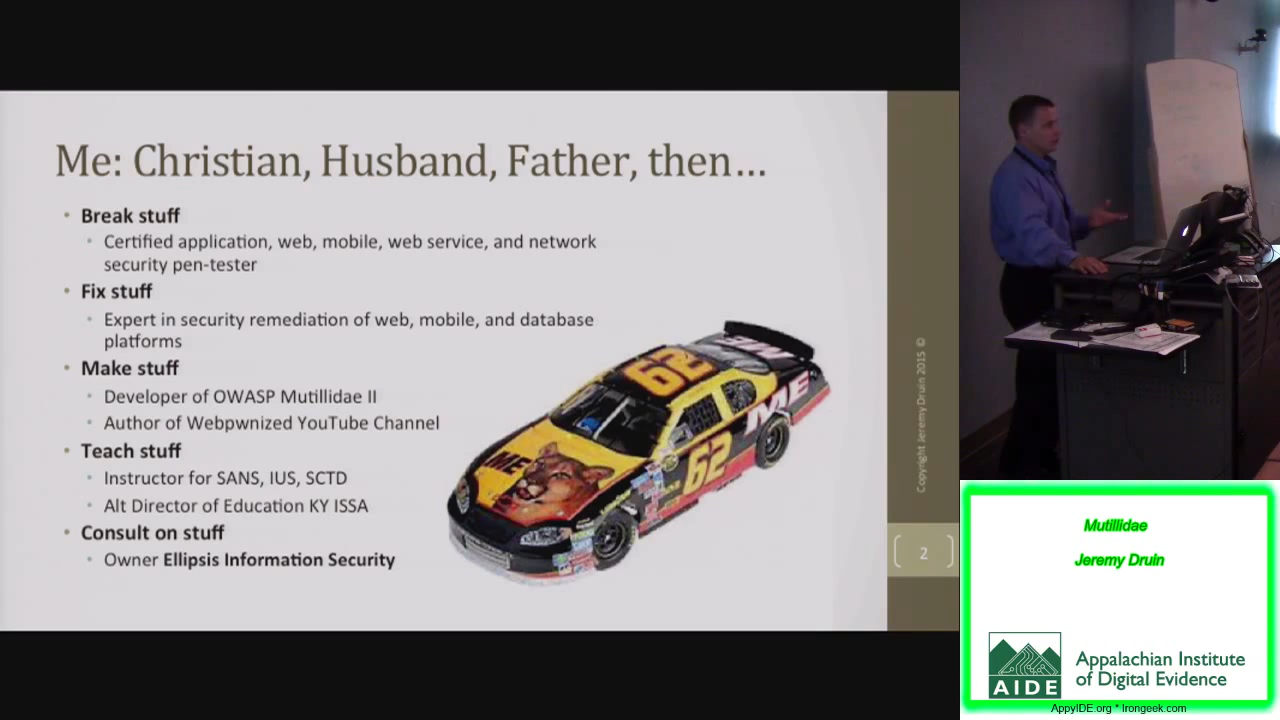 Me: Christian, Husband, Father, then...
• Break stuff
• Certified application, web, mobile, web service, and network
security pen-tester
• Fix stuff
• Expert in security remediation of web, mobile, and database
platforms
• Make stuff
• Developer of OWASP Mutillidae II
• Author of Webpwnized YouTube Channel
• Teach stuff
• Instructor for SANS, IUS, SCTD
• Alt Director of Education KY ISSA
• Consult on stuff
• Owner Ellipsis Information Security
62
ME
62
ME
Copyright Jeremy Druin 2015 ©
2
Mutillidae
Jeremy Druin
AIDE
Appalachian Institute
of Digital Evidence
AppyIDE.org * Irongeek.com